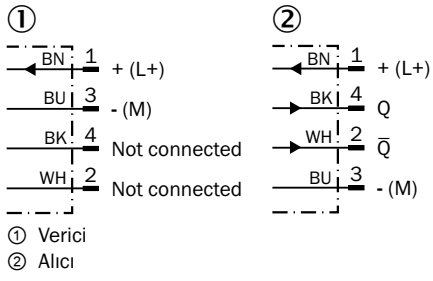 ① ②
BN 1 + (L+)
BU 3 - (M)
BK 4 Not connected
WH 2 Not connected
BN 1 + (L+)
BK 4 Q
WH 2 Q̅
BU 3 - (M)
① Verici
② Alıcı